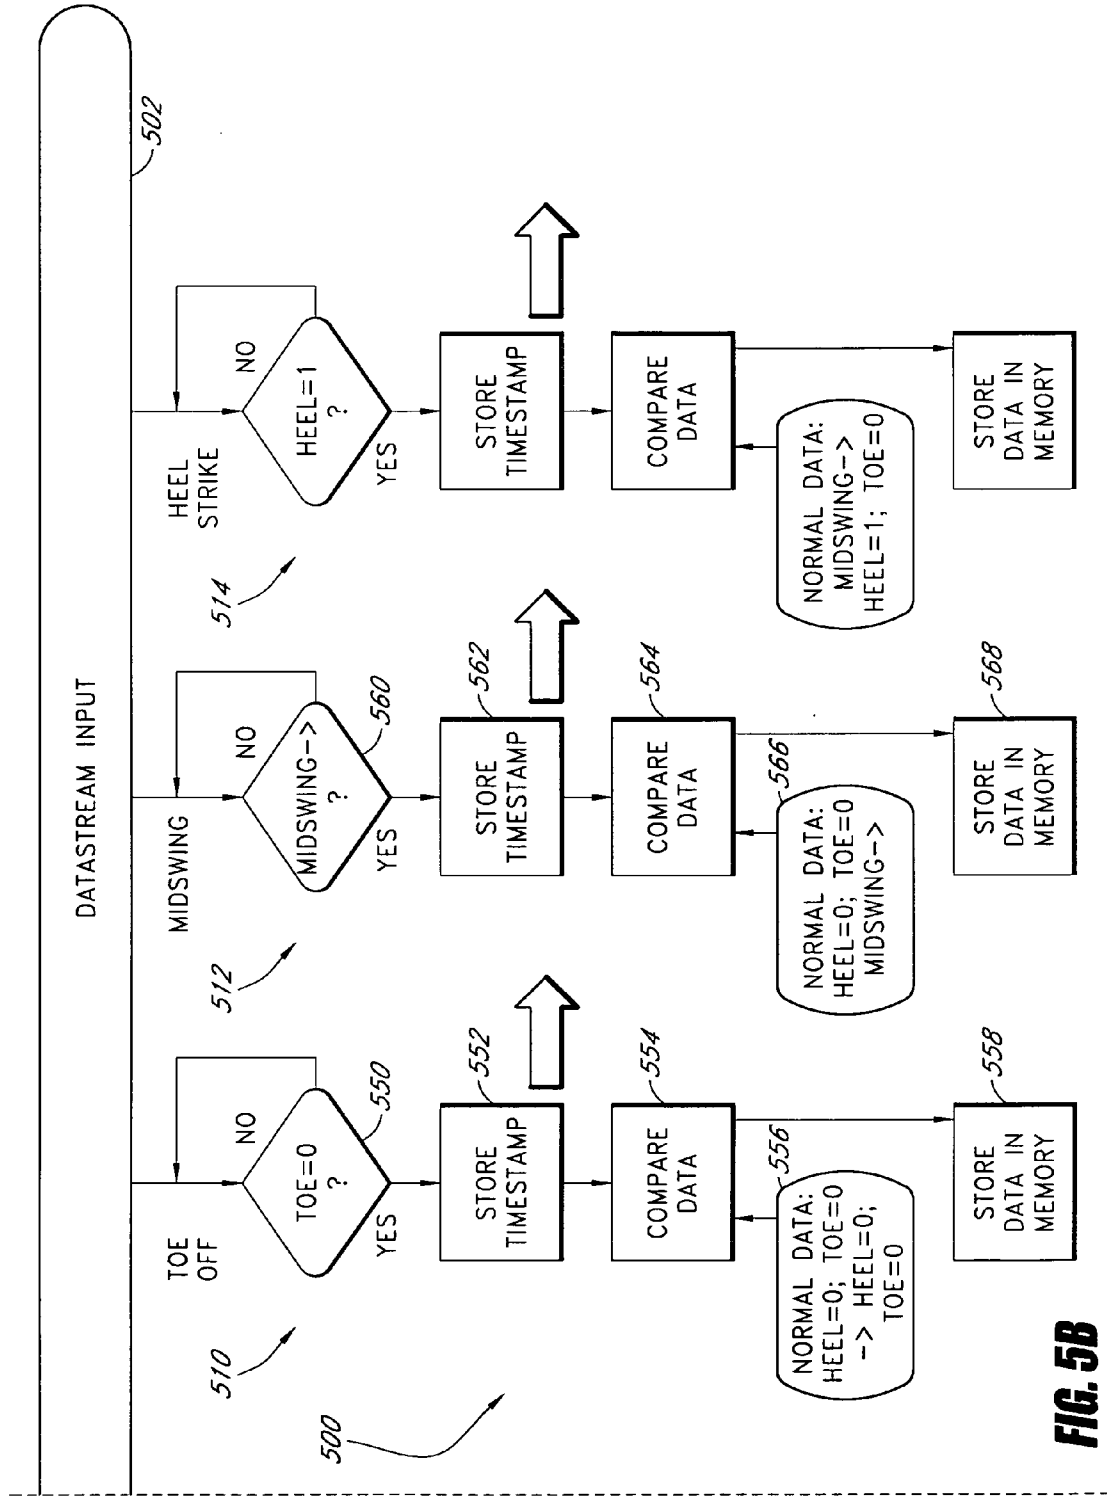 DATASTREAM INPUT
502
TOE
OFF
510
NO
TOE=0
?
550
YES
STORE
TIMESTAMP
552
COMPARE
DATA
554
NORMAL DATA:
HEEL=0; TOE=0
-> HEEL=0;
TOE=0
556
STORE
DATA IN
MEMORY
558
500
MIDSWING
512
NO
MIDSWING->
?
560
YES
STORE
TIMESTAMP
562
COMPARE
DATA
564
NORMAL DATA:
HEEL=0; TOE=0
MIDSWING->
566
STORE
DATA IN
MEMORY
568
HEEL
STRIKE
514
NO
HEEL=1
?
YES
STORE
TIMESTAMP
COMPARE
DATA
NORMAL DATA:
MIDSWING->
HEEL=1; TOE=0
STORE
DATA IN
MEMORY
FIG. 5B